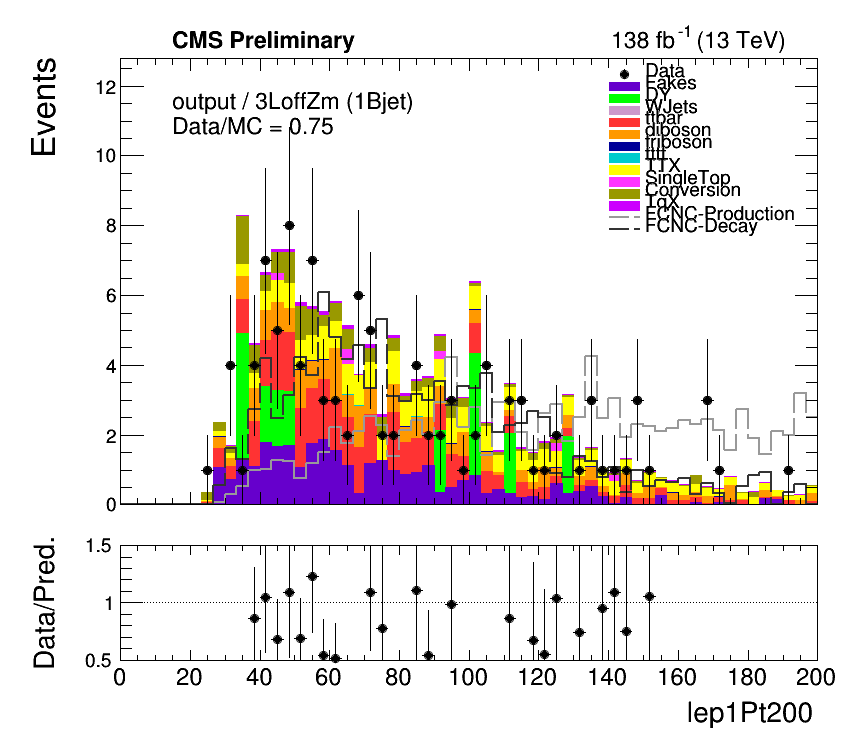 CMS Preliminary
138 fb-1 (13 TeV)
Events
output / 3LoffZm (1Bjet)
Data/MC = 0.75
Data
Fakes
DY
WJets
ttbar
diboson
triboson
tttt
TTX
SingleTop
Conversion
TqX
FCNC-Production
FCNC-Decay
12
10
8
6
4
2
0
Data/Pred.
1.5
1
0.5
0 20 40 60 80 100 120 140 160 180 200
lep1Pt200